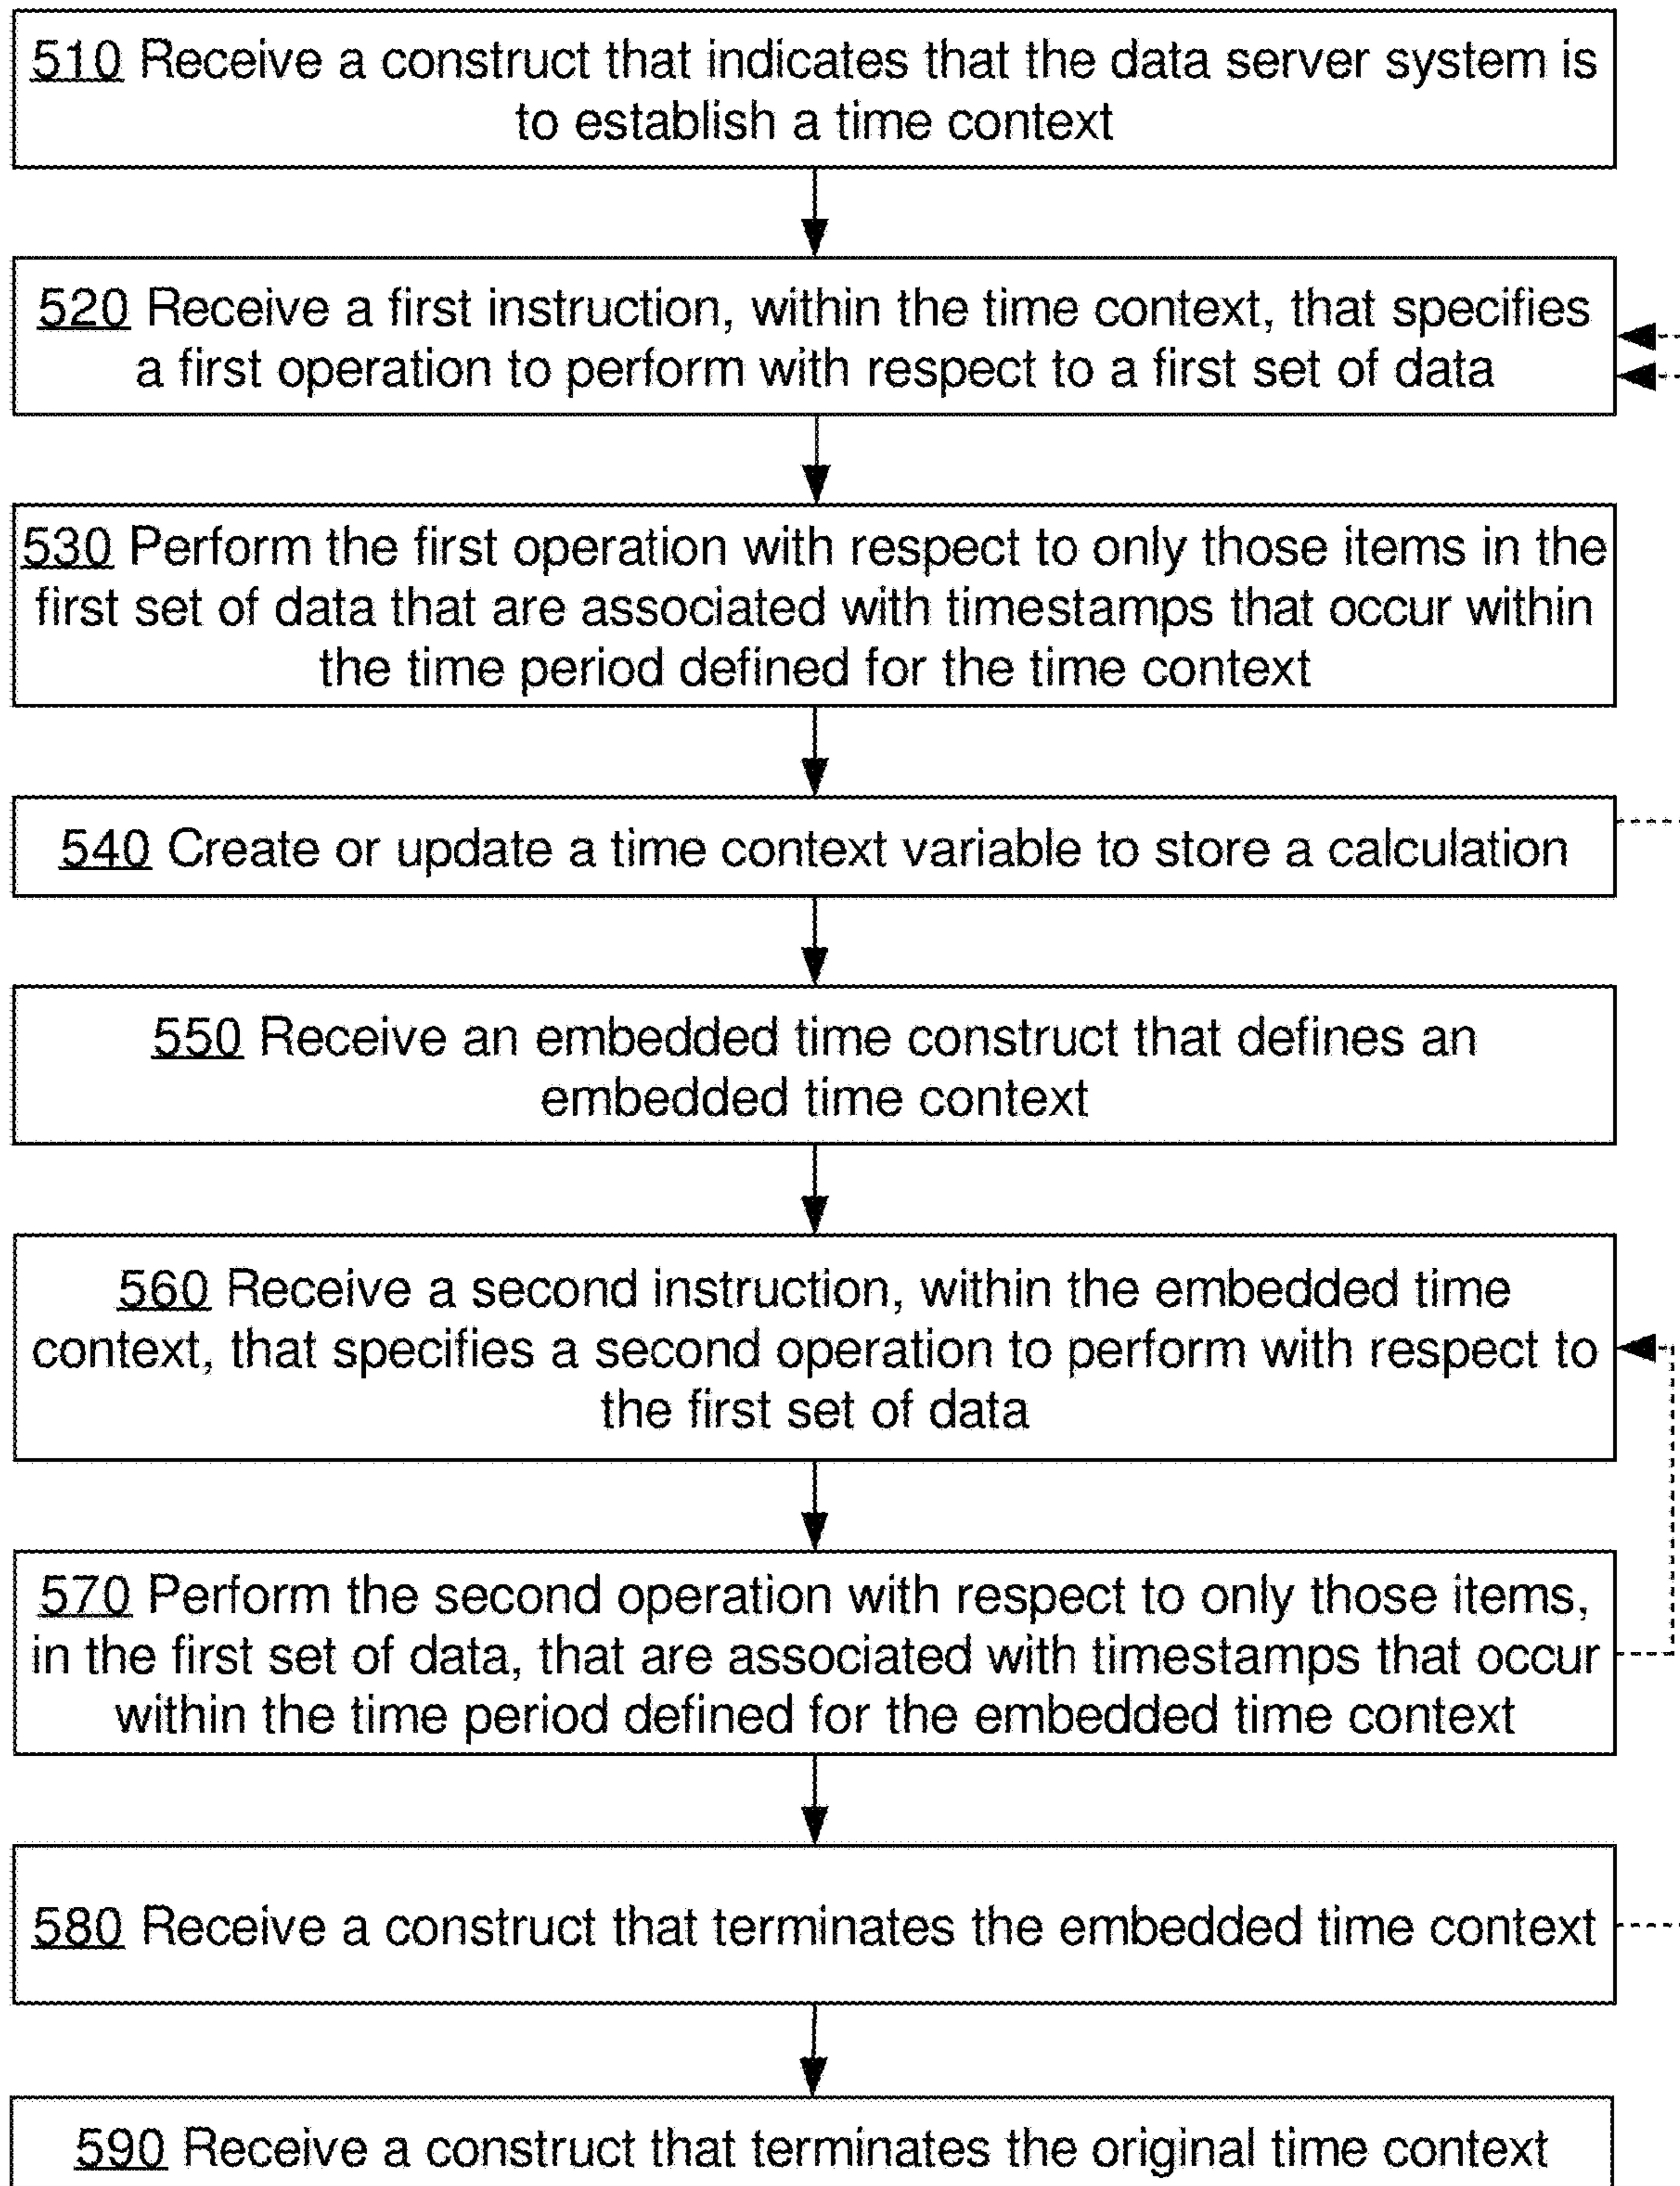 510 Receive a construct that indicates that the data server system is
to establish a time context
520 Receive a first instruction, within the time context, that specifies
a first operation to perform with respect to a first set of data
530 Perform the first operation with respect to only those items in the
first set of data that are associated with timestamps that occur within
the time period defined for the time context
540 Create or update a time context variable to store a calculation
550 Receive an embedded time construct that defines an
embedded time context
560 Receive a second instruction, within the embedded time
context, that specifies a second operation to perform with respect to
the first set of data
570 Perform the second operation with respect to only those items,
in the first set of data, that are associated with timestamps that occur
within the time period defined for the embedded time context
580 Receive a construct that terminates the embedded time context
590 Receive a construct that terminates the original time context